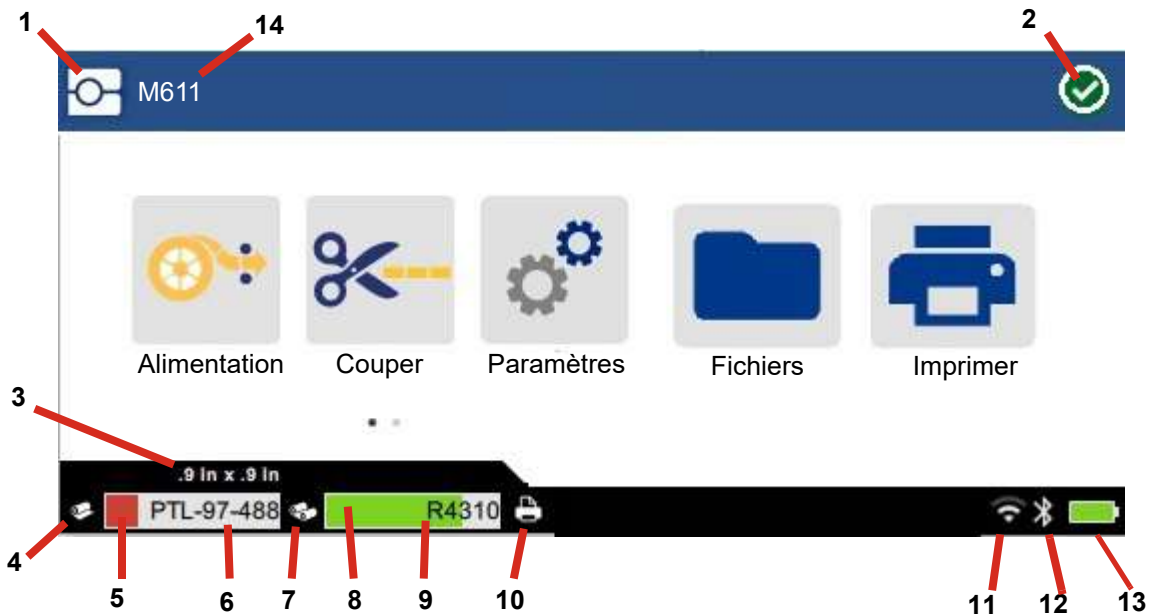 1 14 2
M611
Alimentation Couper Paramètres Fichiers Imprimer
3
.9 in x .9 in
PTL-97-488 R4310
4 5 6 7 8 9 10 11 12 13